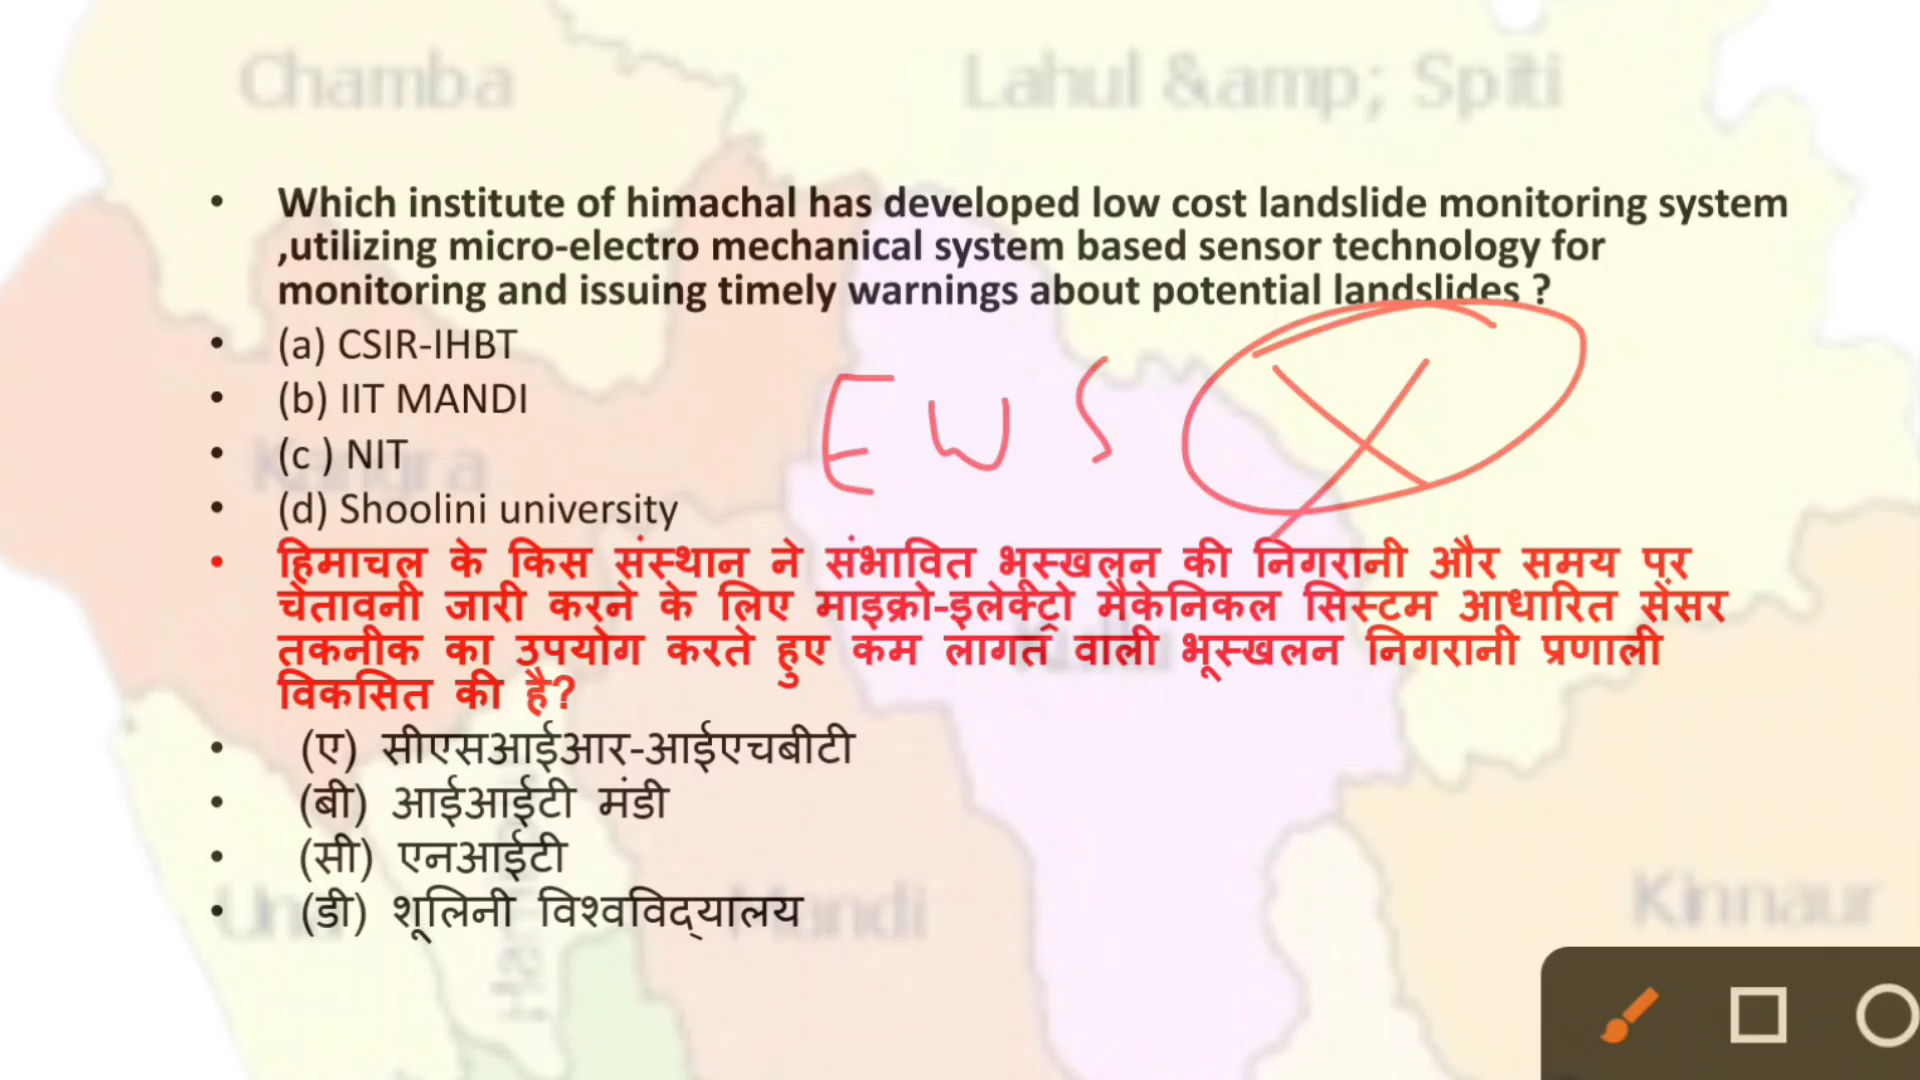 Chamba
Lahul &amp; Spiti
• Which institute of himachal has developed low cost landslide monitoring system
,utilizing micro-electro mechanical system based sensor technology for
monitoring and issuing timely warnings about potential landslides ?
• (a) CSIR-IHBT
• (b) IIT MANDI
• (c ) NIT
• (d) Shoolini university
Kangra
E W S
• हिमाचल के किस संस्थान ने संभावित भूस्खलन की निगरानी और समय पर
चेतावनी जारी करने के लिए माइक्रो-इलेक्ट्रो मैकेनिकल सिस्टम आधारित सेंसर
तकनीक का उपयोग करते हुए कम लागत वाली भूस्खलन निगरानी प्रणाली
विकसित की है?
• (ए) सीएसआईआर-आईएचबीटी
• (बी) आईआईटी मंडी
• (सी) एनआईटी
• (डी) शूलिनी विश्वविद्यालय
Mandi
Kinnaur